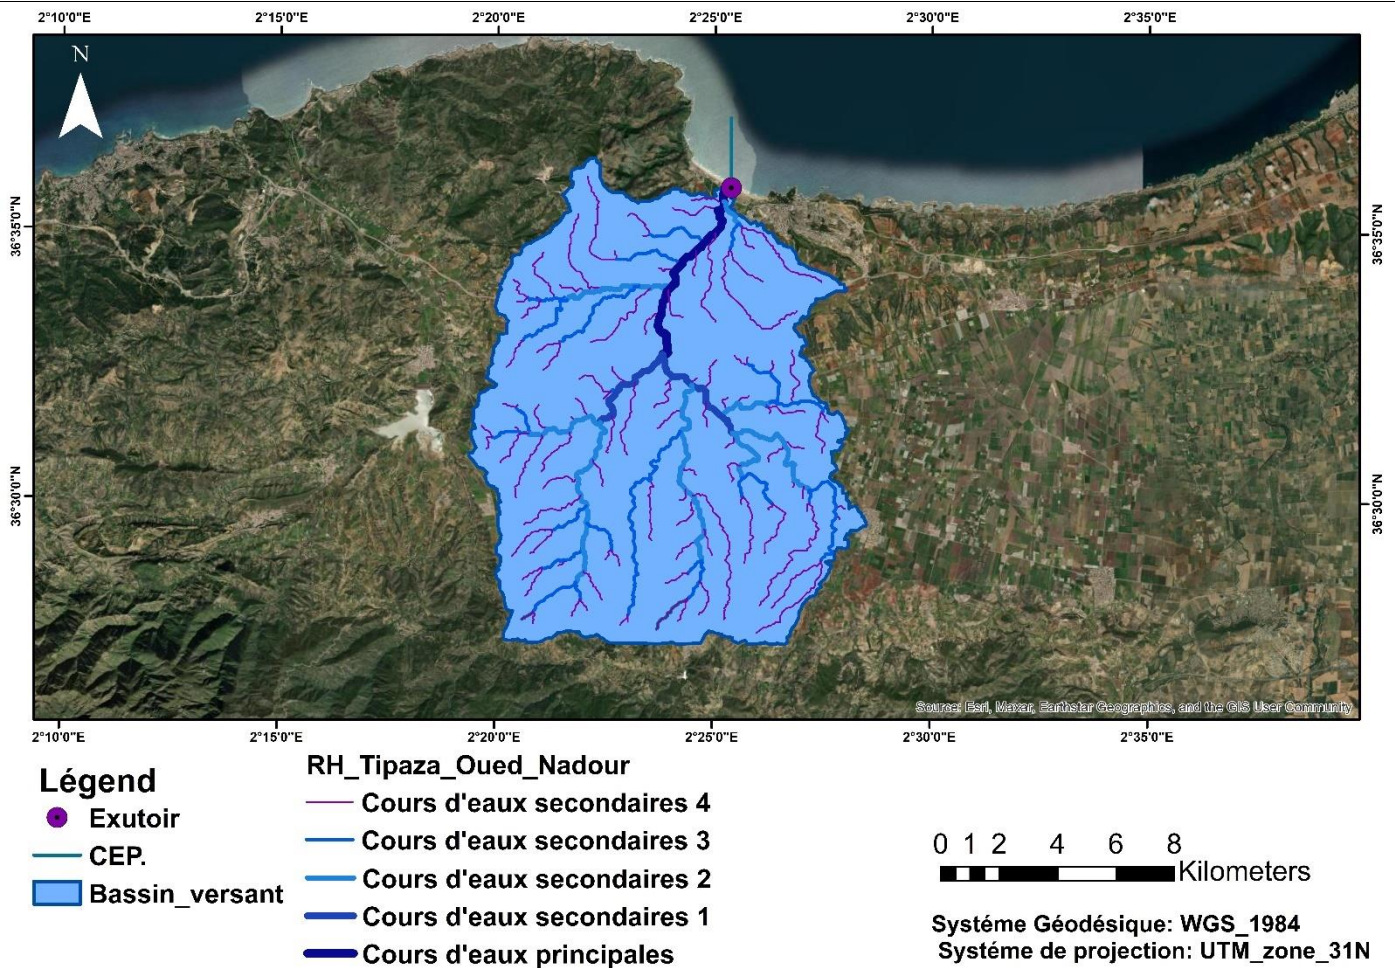 2°10'0"E 2°15'0"E 2°20'0"E 2°25'0"E 2°30'0"E 2°35'0"E
N
36°35'0"N 36°35'0"N
36°30'0"N 36°30'0"N
Source: Esri, Maxar, Earthstar Geographics, and the GIS User Community
2°10'0"E 2°15'0"E 2°20'0"E 2°25'0"E 2°30'0"E 2°35'0"E
Légend
Exutoir
CEP.
Bassin_versant
RH_Tipaza_Oued_Nadour
Cours d'eaux secondaires 4
Cours d'eaux secondaires 3
Cours d'eaux secondaires 2
Cours d'eaux secondaires 1
Cours d'eaux principales
0 1 2 4 6 8
Kilometers
Systéme Géodésique: WGS_1984
Systéme de projection: UTM_zone_31N